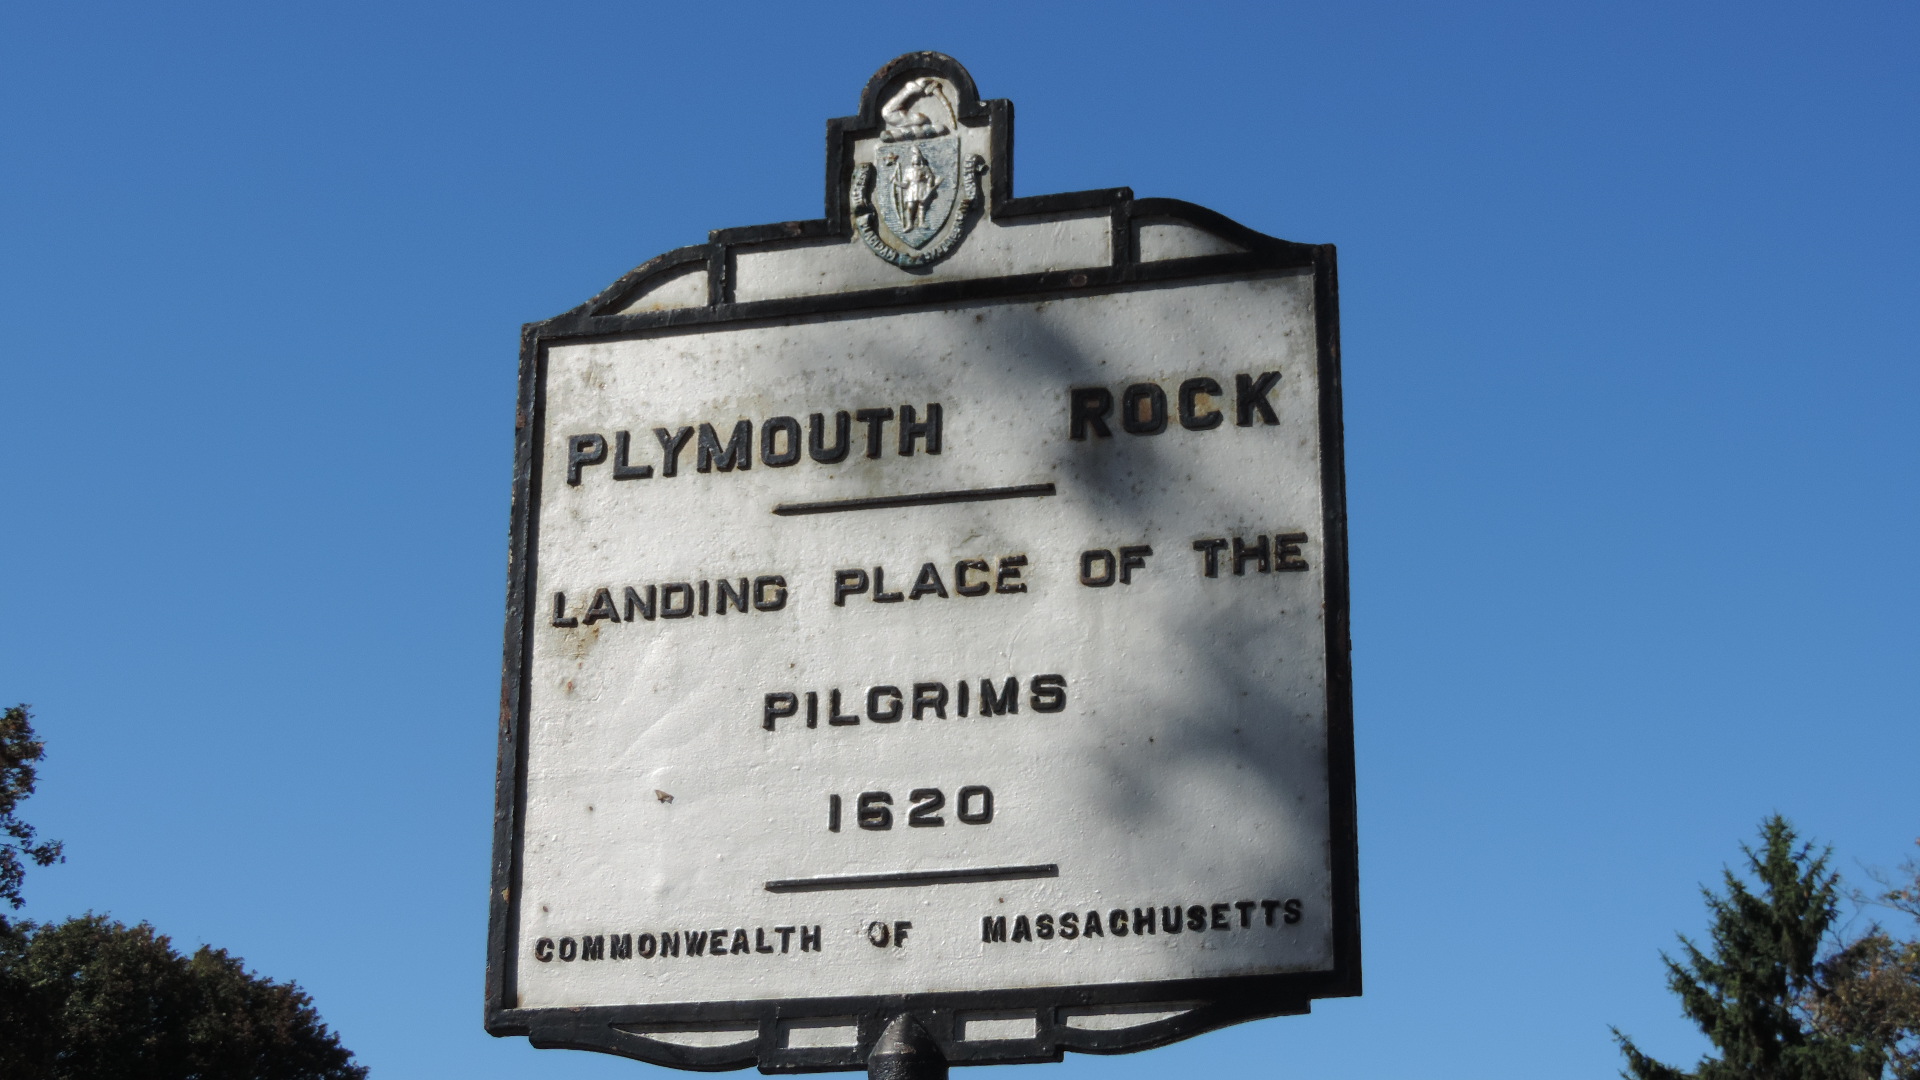 PLYMOUTH ROCK
LANDING PLACE OF THE
PILGRIMS
1620
COMMONWEALTH OF MASSACHUSETTS